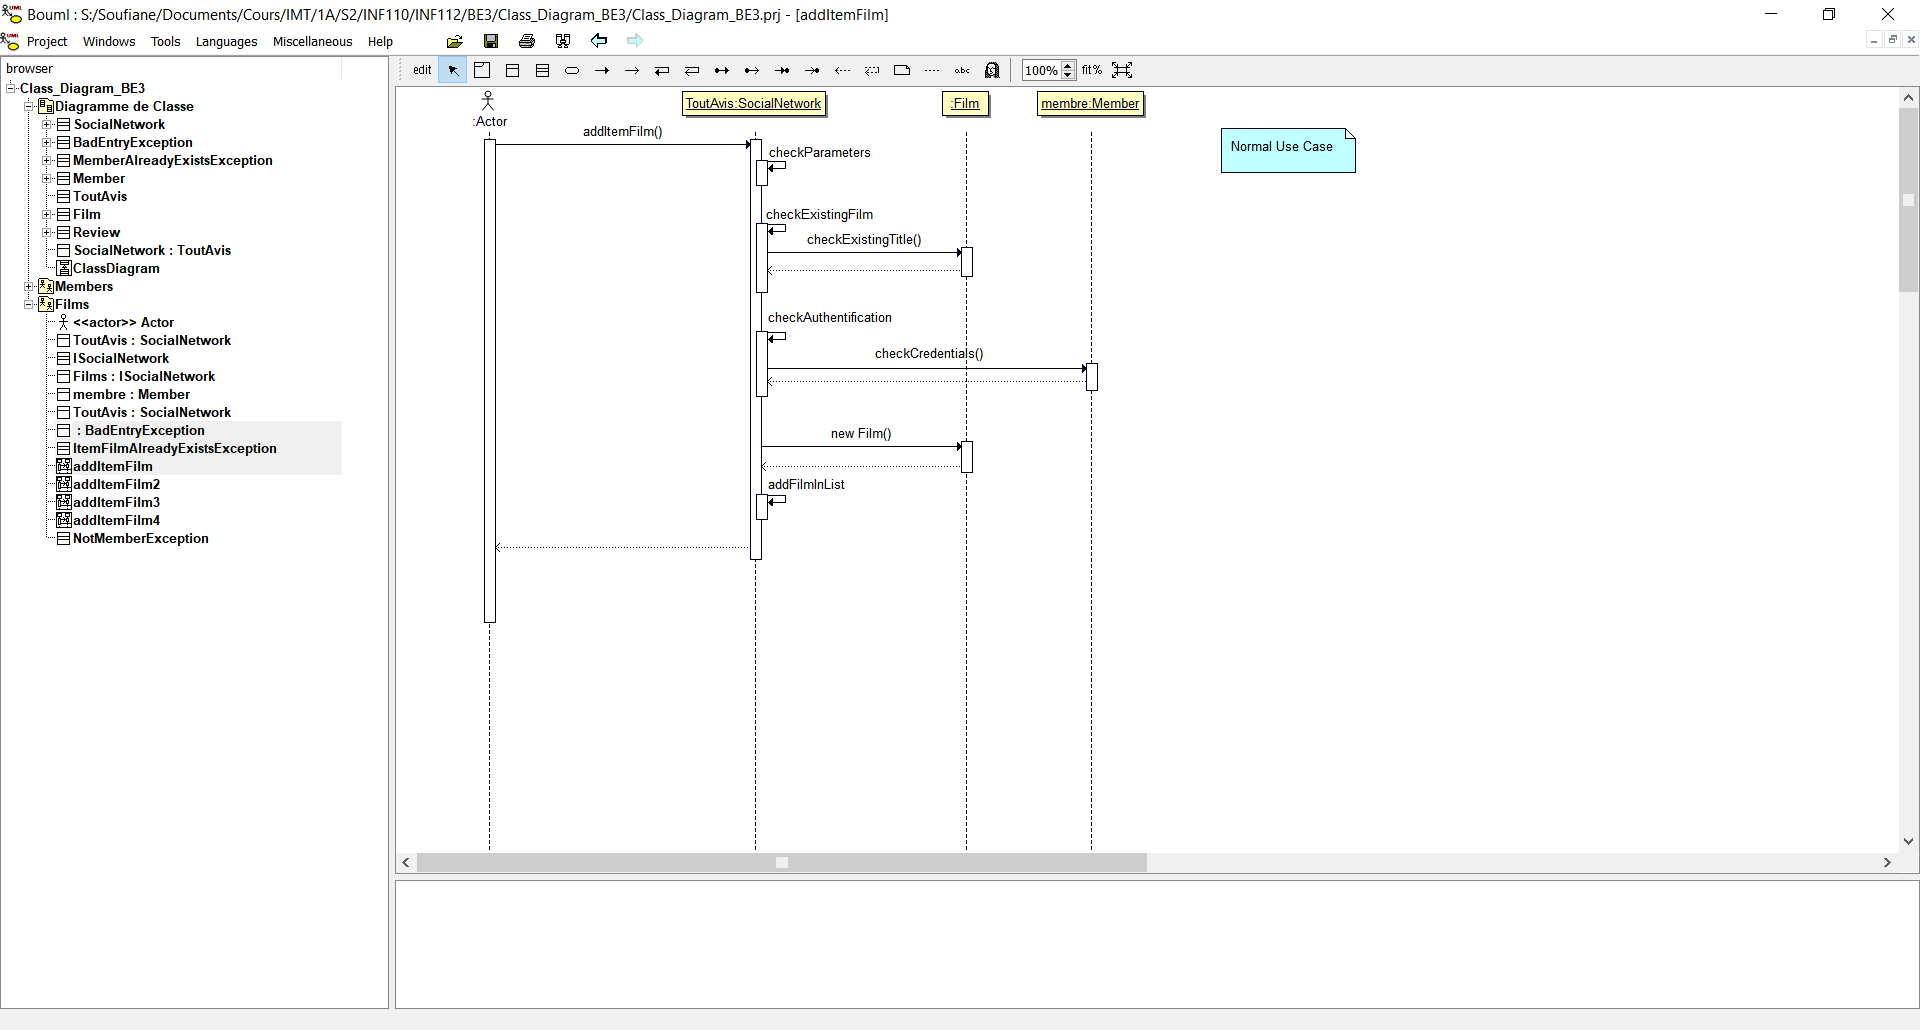 Bouml : S:/Soufiane/Documents/Cours/IMT/1A/S2/INF110/INF112/BE3/Class_Diagram_BE3/Class_Diagram_BE3.prj - [addItemFilm]
Project Windows Tools Languages Miscellaneous Help
browser
Class_Diagram_BE3
Diagramme de Classe
SocialNetwork
BadEntryException
MemberAlreadyExistsException
Member
ToutAvis
Film
Review
SocialNetwork : ToutAvis
ClassDiagram
Members
Films
<<actor>> Actor
ToutAvis : SocialNetwork
ISocialNetwork
Films : ISocialNetwork
membre : Member
ToutAvis : SocialNetwork
: BadEntryException
ItemFilmAlreadyExistsException
addItemFilm
addItemFilm2
addItemFilm3
addItemFilm4
NotMemberException
edit abc 100% fit%
:Actor
ToutAvis:SocialNetwork
:Film
membre:Member
Normal Use Case
addItemFilm()
checkParameters
checkExistingFilm
checkExistingTitle()
checkAuthentification
checkCredentials()
new Film()
addFilmInList